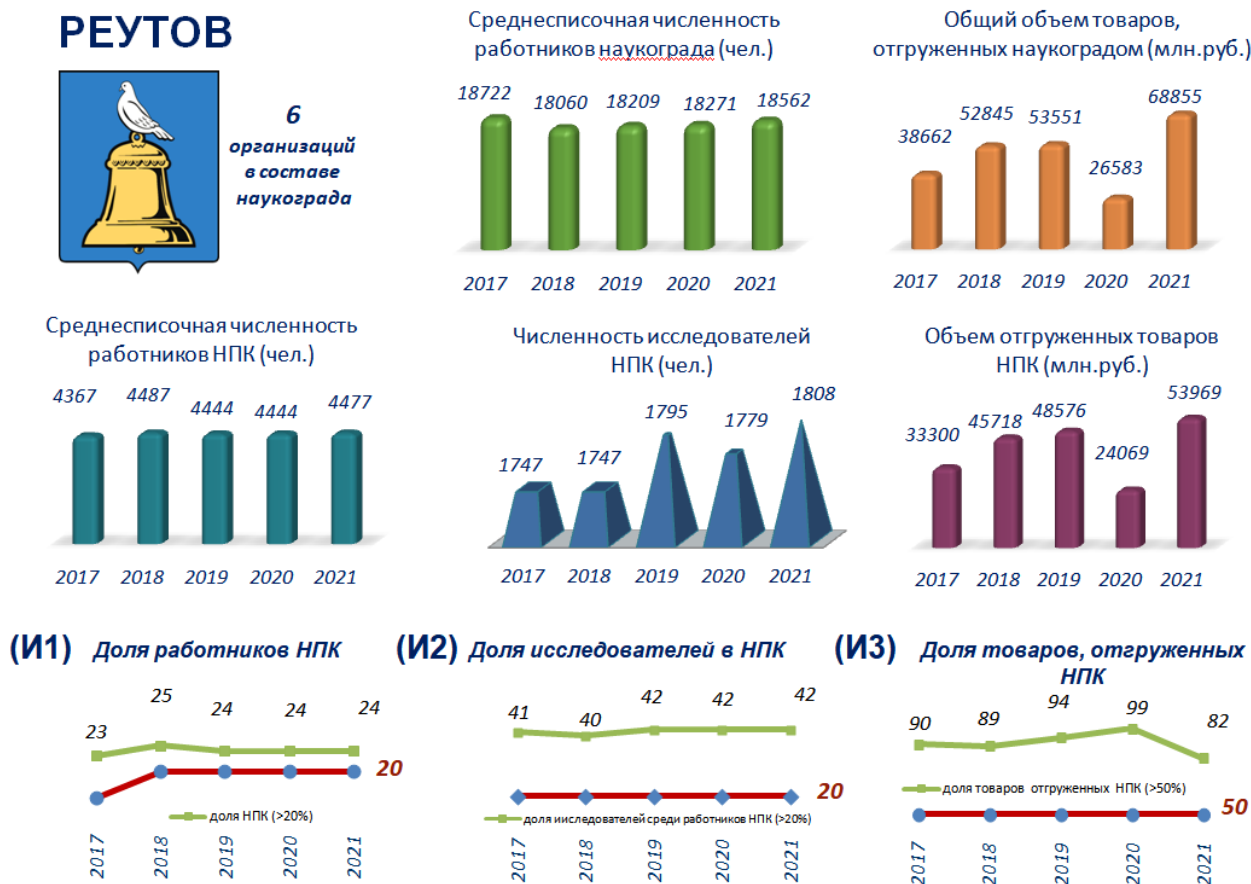 РЕУТОВ
6
организаций
в составе
наукограда
Среднесписочная численность
работников наукограда (чел.)
18722 18060 18209 18271 18562
2017 2018 2019 2020 2021
Общий объем товаров,
отгруженных наукоградом (млн.руб.)
38662 52845 53551 26583 68855
2017 2018 2019 2020 2021
Среднесписочная численность
работников НПК (чел.)
4367 4487 4444 4444 4477
2017 2018 2019 2020 2021
Численность исследователей
НПК (чел.)
1747 1747 1795 1779 1808
2017 2018 2019 2020 2021
Объем отгруженных товаров
НПК (млн.руб.)
33300 45718 48576 24069 53969
2017 2018 2019 2020 2021
(И1) Доля работников НПК
23 25 24 24 24
20
доля НПК (>20%)
2017 2018 2019 2020 2021
(И2) Доля исследователей в НПК
41 40 42 42 42
20
доля ииследователей среди работников НПК (>20%)
2017 2018 2019 2020 2021
(И3) Доля товаров, отгруженных
НПК
90 89 94 99 82
доля товаров отгруженных НПК (>50%)
50
2017 2018 2019 2020 2021